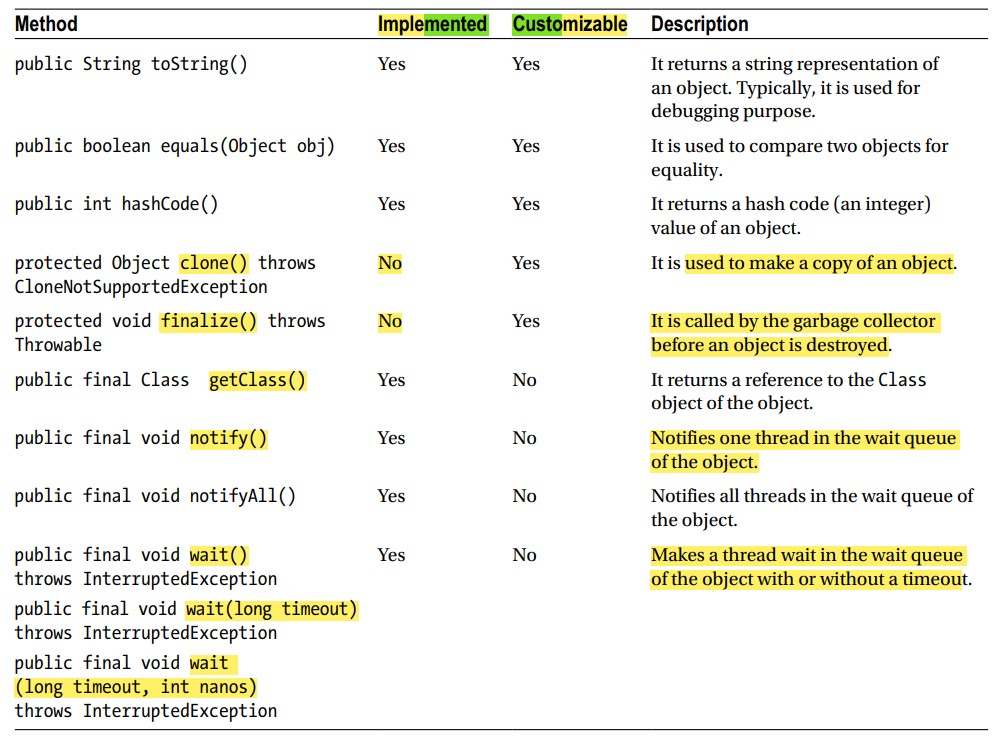 Method Implemented Customizable Description
public String toString() Yes Yes It returns a string representation of
an object. Typically, it is used for
debugging purpose.
public boolean equals(Object obj) Yes Yes It is used to compare two objects for
equality.
public int hashCode() Yes Yes It returns a hash code (an integer)
value of an object.
protected Object clone() throws No Yes It is used to make a copy of an object.
CloneNotSupportedException
protected void finalize() throws No Yes It is called by the garbage collector
Throwable before an object is destroyed.
public final Class getClass() Yes No It returns a reference to the Class
object of the object.
public final void notify() Yes No Notifies one thread in the wait queue
of the object.
public final void notifyAll() Yes No Notifies all threads in the wait queue of
the object.
public final void wait() Yes No Makes a thread wait in the wait queue
throws InterruptedException of the object with or without a timeout.
public final void wait(long timeout)
throws InterruptedException
public final void wait
(long timeout, int nanos)
throws InterruptedException